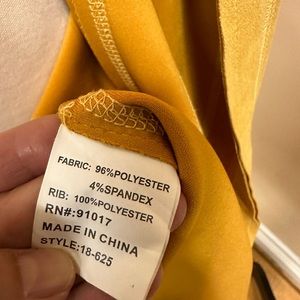 FABRIC: 96%POLYESTER
4%SPANDEX
RIB: 100%POLYESTER
RN#:91017
MADE IN CHINA
STYLE:18-625